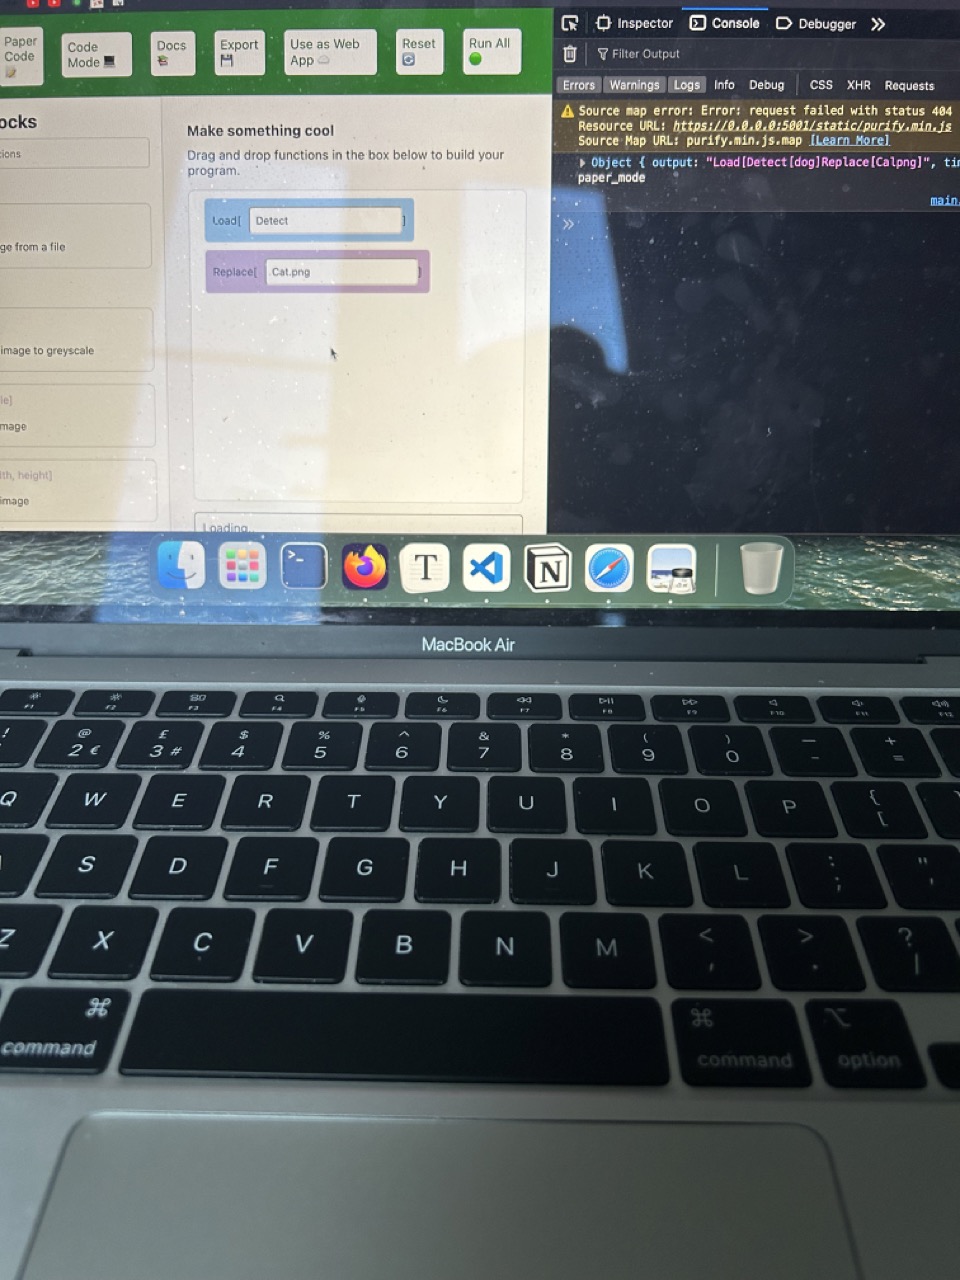 Paper
Code
Code
Mode
Docs
Export
Use as Web
App
Reset
Run All
Inspector
Console
Debugger
Filter Output
Errors
Warnings
Logs
Info
Debug
CSS
XHR
Requests
Source map error: Error: request failed with status 404
Resource URL: https://0.0.0.0:5001/static/purify.min.js
Source Map URL: purify.min.js.map [Learn More]
Object { output: "Load[Detect[dog]Replace[Calpng]", tim
paper_mode
main.
ocks
ions
ge from a file
image to greyscale
le]
mage
th, height]
image
Make something cool
Drag and drop functions in the box below to build your
program.
Load[ Detect ]
Replace[ Cat.png ]
Loading..
>_
T
N
MacBook Air
F1 F2 F3 F4 F5 F6 F7 F8 F9 F10 F11 F12
! @ £ $ % ^ & * ( ) — +
2 € 3 # 4 5 6 7 8 9 0 - =
Q W E R T Y U I O P { [
S D F G H J K L : ; " '
Z X C V B N M < , > . ? /
⌘ ⌘ ⌥
command command option